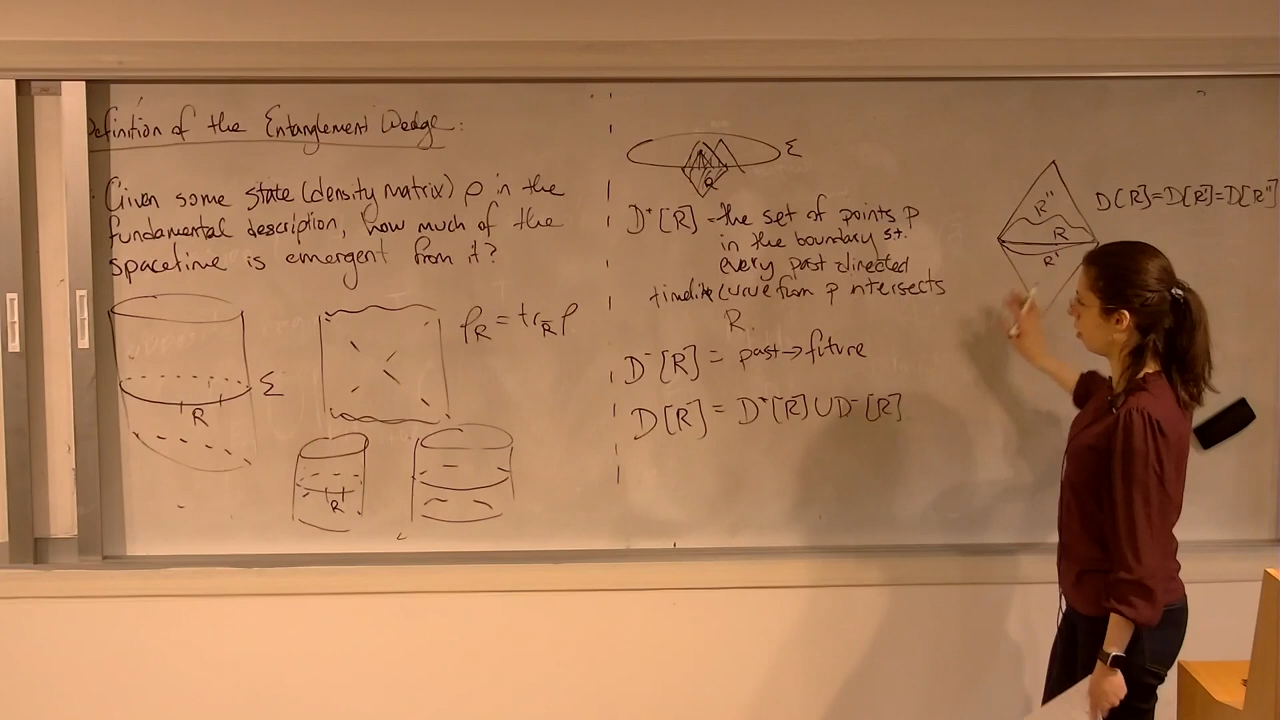 Definition of the Entanglement Wedge:
Given some state (density matrix) ρ in the
fundamental description, how much of the
spacetime is emergent from it?
Σ
R
ρ_R = tr_R̄ ρ
R
Σ
R
D⁺[R] = the set of points p
in the boundary s.t.
every past directed
timelike curve from p intersects
R.
D⁻[R] = past → future
D[R] = D⁺[R] ∪ D⁻[R]
R''
R
R'
D[R] = D[R'] = D[R'']